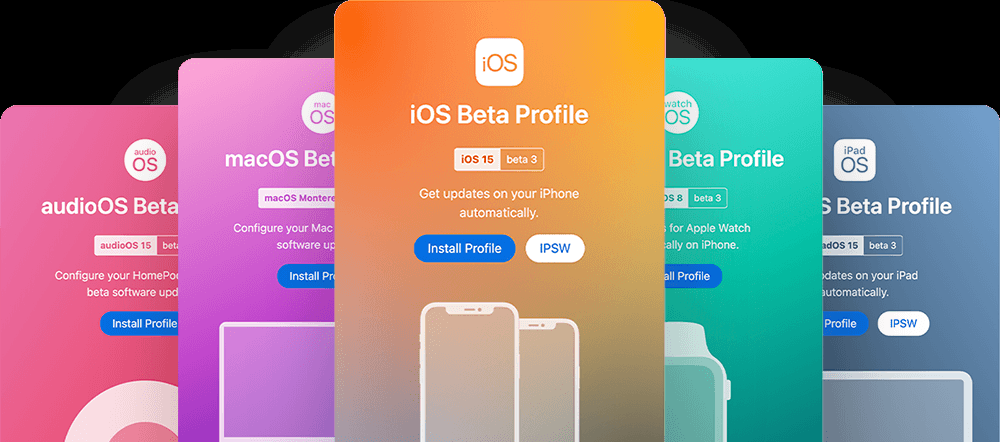 audio
OS
audioOS Beta
audioOS 15 beta
Configure your HomePod
beta software upd
Install Profile
mac
OS
macOS Bet
macOS Montere
Configure your Mac
software up
Install Pro
iOS
iOS Beta Profile
iOS 15 beta 3
Get updates on your iPhone
automatically.
Install Profile IPSW
watch
OS
Beta Profile
OS 8 beta 3
s for Apple Watch
cally on iPhone.
Profile
iPad
OS
S Beta Profile
adOS 15 beta 3
updates on your iPad
automatically.
Profile IPSW